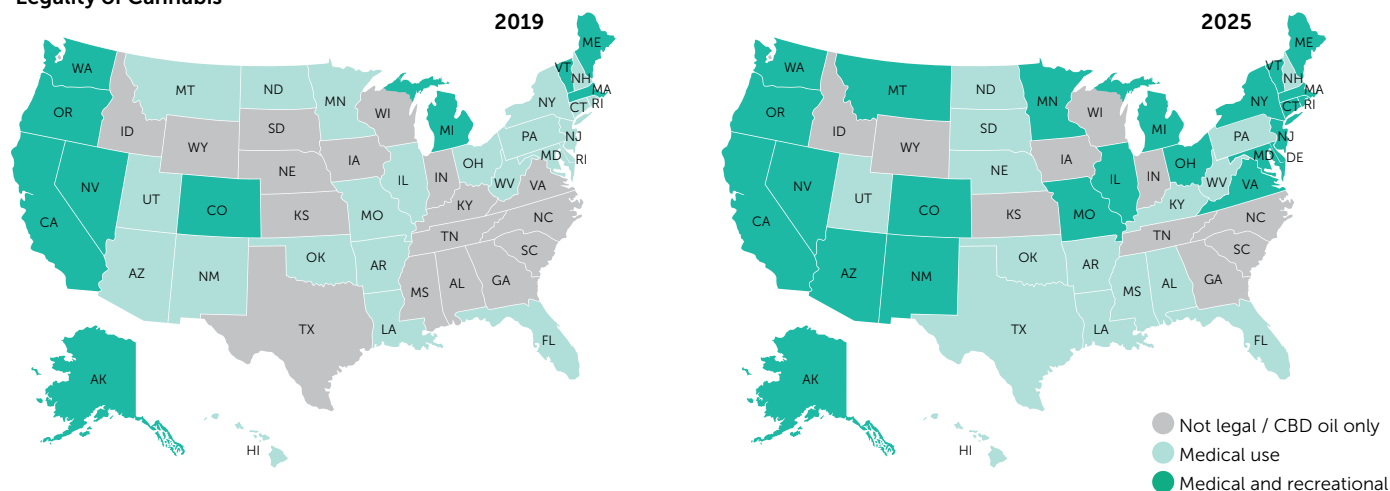 Legality of Cannabis
2019
WA
OR
CA
NV
ID
MT
WY
UT
AZ
CO
NM
ND
SD
NE
KS
OK
TX
MN
IA
MO
AR
LA
WI
IL
MI
IN
OH
KY
TN
MS
AL
GA
FL
SC
NC
VA
WV
PA
NY
VT
NH
ME
MA
CT
RI
NJ
MD
RI
AK
HI
2025
WA
OR
CA
NV
ID
MT
WY
UT
AZ
CO
NM
ND
SD
NE
KS
OK
TX
MN
IA
MO
AR
LA
WI
IL
MI
IN
OH
KY
TN
MS
AL
GA
FL
SC
NC
VA
WV
PA
NY
VT
NH
ME
MA
CT
RI
NJ
MD
DE
AK
HI
Not legal / CBD oil only
Medical use
Medical and recreational